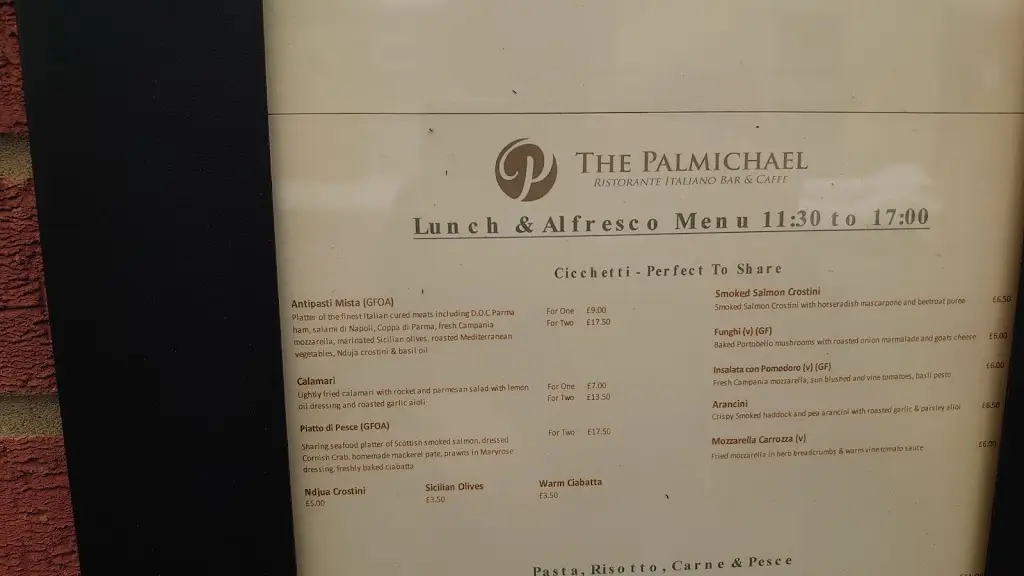 THE PALMICHAEL
RISTORANTE ITALIANO BAR & CAFFE
Lunch & Alfresco Menu 11:30 to 17:00
Cicchetti - Perfect To Share
Antipasti Mista (GFOA)
Platter of the finest Italian cured meats including D.O.C Parma
ham, salami di Napoli, Coppa di Parma, fresh Campania
mozzarella, marinated Sicilian olives, roasted Mediterranean
vegetables, Nduja crostini & basil oil
For One £9.00
For Two £17.50
Calamari
Lightly fried calamari with rocket and parmesan salad with lemon
oil dressing and roasted garlic aioli
For One £7.00
For Two £13.50
Piatto di Pesce (GFOA)
Sharing seafood platter of Scottish smoked salmon, dressed
Cornish Crab, homemade mackerel pate, prawns in Maryrose
dressing, freshly baked ciabatta
For Two £17.50
Ndjua Crostini
£5.00
Sicilian Olives
£3.50
Warm Ciabatta
£3.50
Smoked Salmon Crostini
Smoked Salmon Crostini with horseradish mascarpone and beetroot puree £6.50
Funghi (v) (GF)
Baked Portobello mushrooms with roasted onion marmalade and goats cheese £6.00
Insalata con Pomodoro (v) (GF) £6.00
Fresh Campania mozzarella, sun blushed and vine tomatoes, basil pesto
Arancini
Crispy Smoked haddock and pea arancini with roasted garlic & parsley alioi £6.50
Mozzarella Carrozza (v)
Fried mozzarella in herb breadcrumbs & warm vine tomato sauce £6.00
Pasta, Risotto, Carne & Pesce